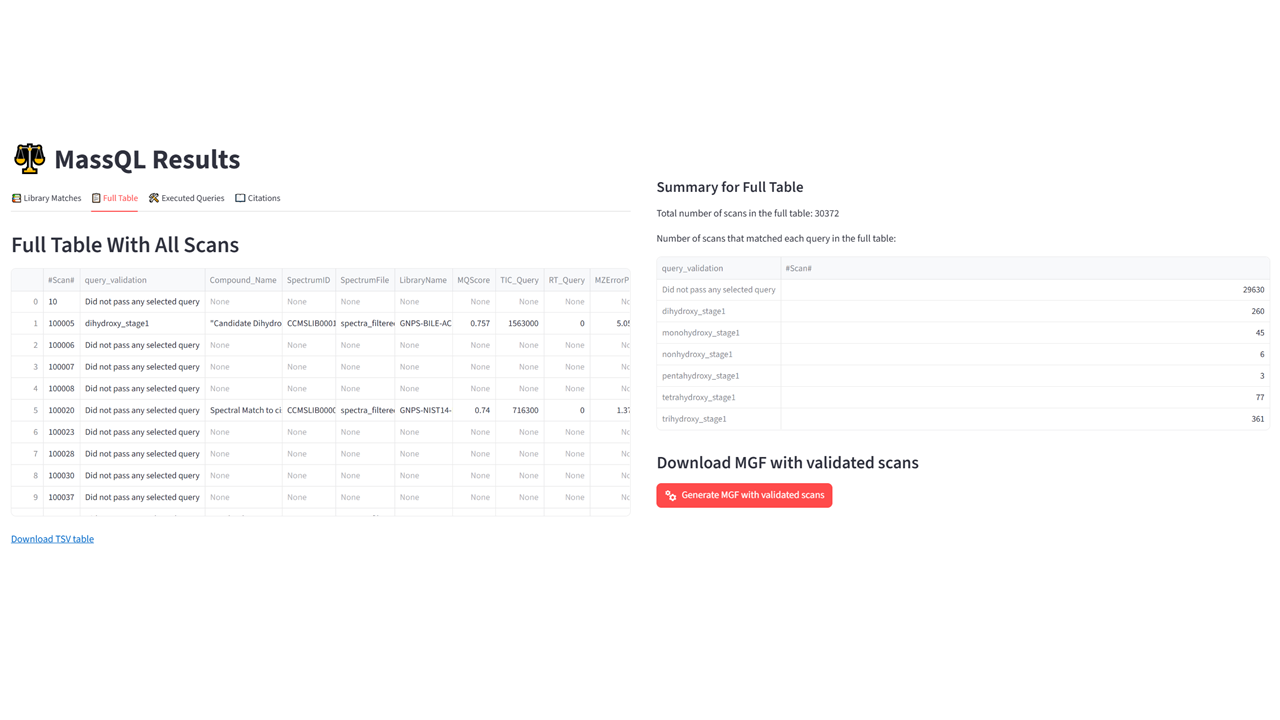 MassQL Results
Library Matches Full Table Executed Queries Citations
Full Table With All Scans
#Scan# query_validation Compound_Name SpectrumID SpectrumFile LibraryName MQScore TIC_Query RT_Query MZErrorP
0 10 Did not pass any selected query None None None None None None None No
1 100005 dihydroxy_stage1 "Candidate Dihydro CCMSLIB0001 spectra_filtere GNPS-BILE-AC 0.757 1563000 0 5.05
2 100006 Did not pass any selected query None None None None None None None No
3 100007 Did not pass any selected query None None None None None None None No
4 100008 Did not pass any selected query None None None None None None None No
5 100020 Did not pass any selected query Spectral Match to ci CCMSLIB0000 spectra_filtere GNPS-NIST14- 0.74 716300 0 1.37
6 100023 Did not pass any selected query None None None None None None None No
7 100028 Did not pass any selected query None None None None None None None No
8 100030 Did not pass any selected query None None None None None None None No
9 100037 Did not pass any selected query None None None None None None None No
Download TSV table
Summary for Full Table
Total number of scans in the full table: 30372
Number of scans that matched each query in the full table:
query_validation #Scan#
Did not pass any selected query 29630
dihydroxy_stage1 260
monohydroxy_stage1 45
nonhydroxy_stage1 6
pentahydroxy_stage1 3
tetrahydroxy_stage1 77
trihydroxy_stage1 361
Download MGF with validated scans
Generate MGF with validated scans